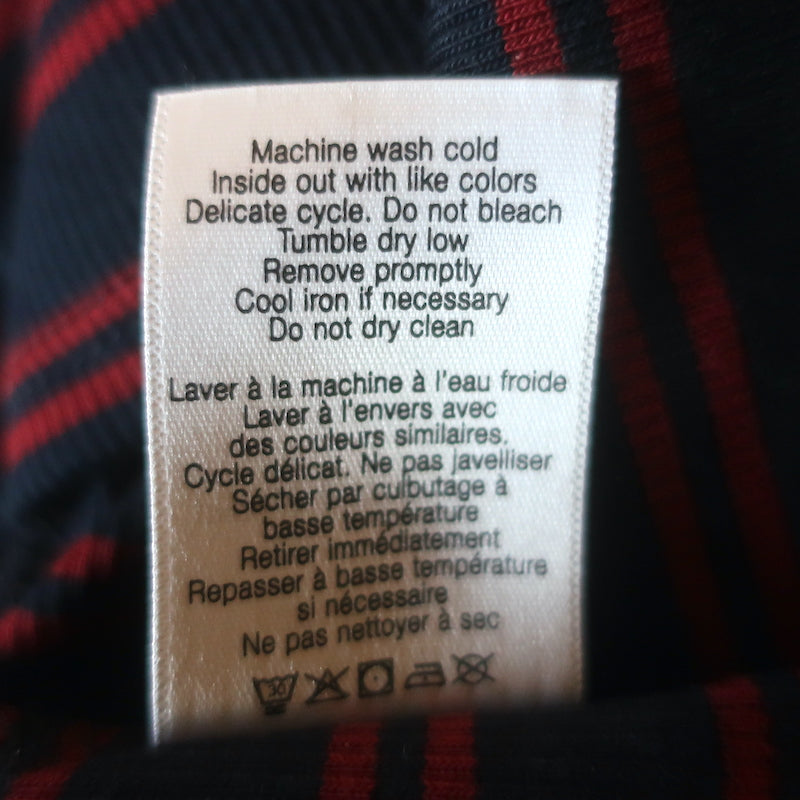 Machine wash cold
Inside out with like colors
Delicate cycle. Do not bleach
Tumble dry low
Remove promptly
Cool iron if necessary
Do not dry clean
Laver à la machine à l'eau froide
Laver à l'envers avec
des couleurs similaires.
Cycle délicat. Ne pas javelliser
Sécher par culbutage à
basse température
Retirer immédiatement
Repasser à basse température
si nécessaire
Ne pas nettoyer à sec
30